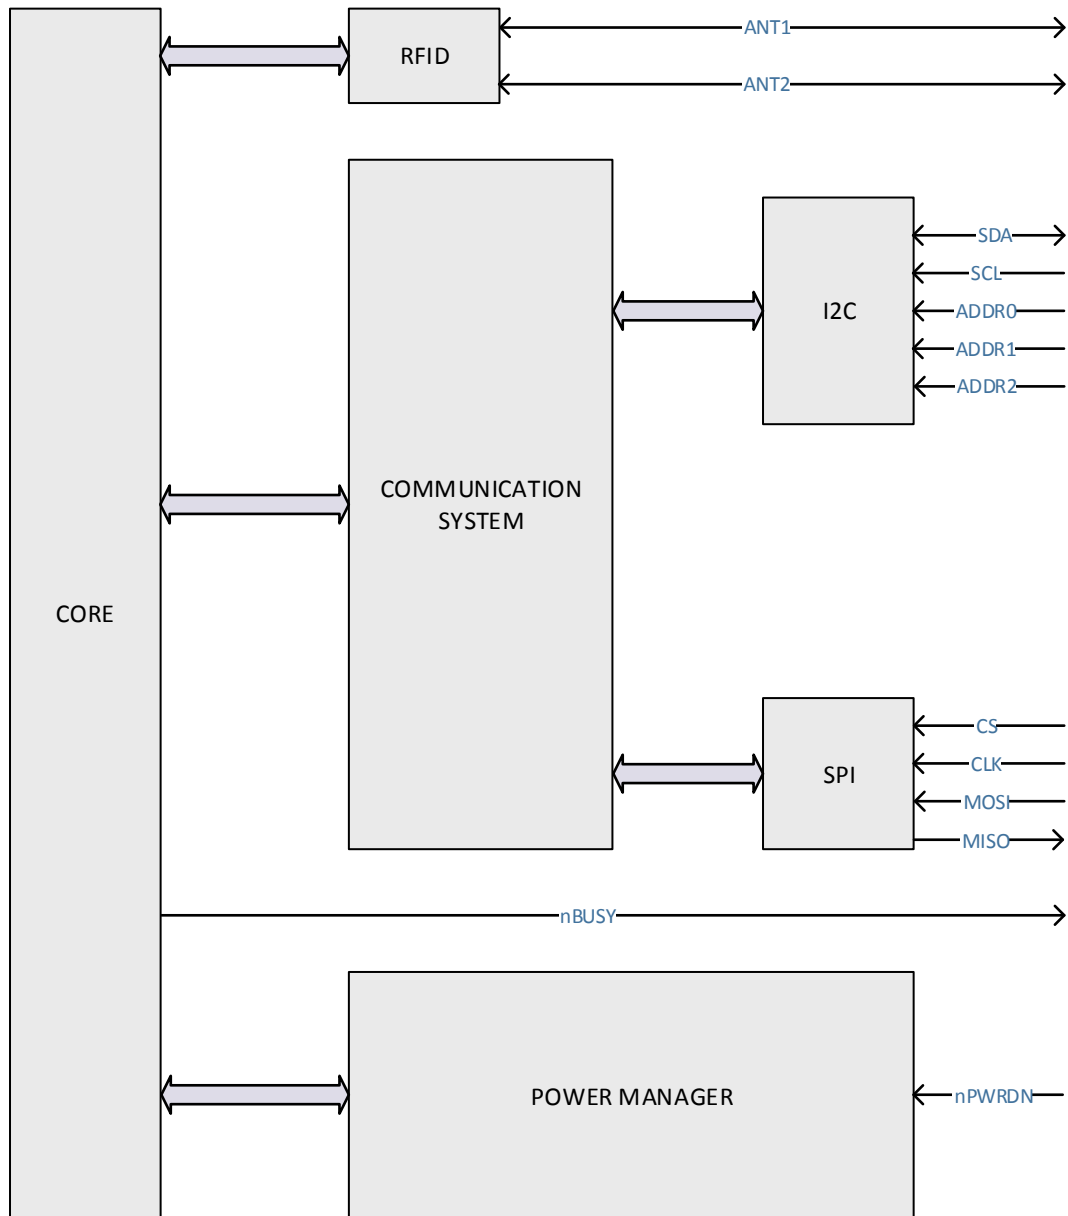 ANT1
RFID
ANT2
SDA
SCL
I2C
ADDR0
ADDR1
ADDR2
COMMUNICATION
SYSTEM
CORE
CS
CLK
SPI
MOSI
MISO
nBUSY
POWER MANAGER
nPWRDN